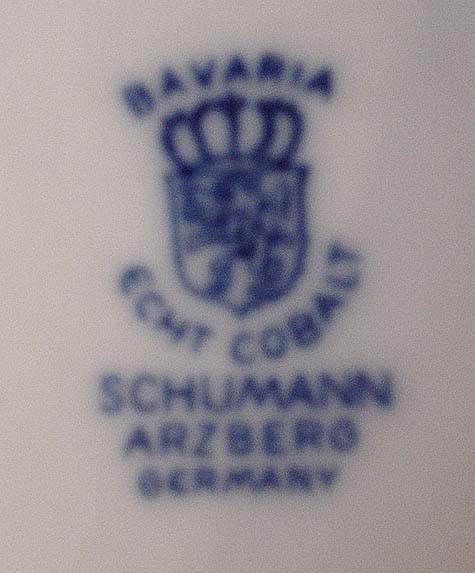 BAVARIA
ECHT COBALT
SCHUMANN
ARZBERG
GERMANY